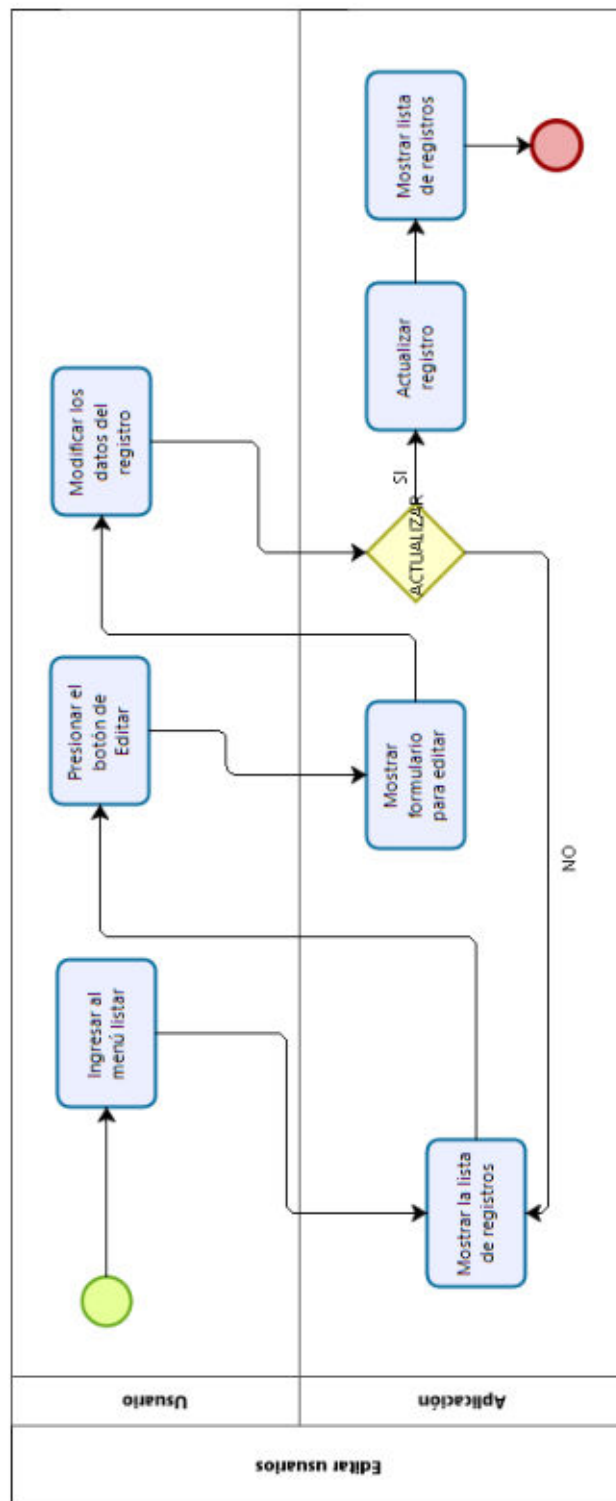 Editar usuarios
Usuario
Ingresar al
menú listar
Presionar el
botón de
Editar
Modificar los
datos del
registro
Aplicación
Mostrar la lista
de registros
Mostrar
formulario
para editar
ACTUALIZAR
SI
NO
Actualizar
registro
Mostrar lista
de registros